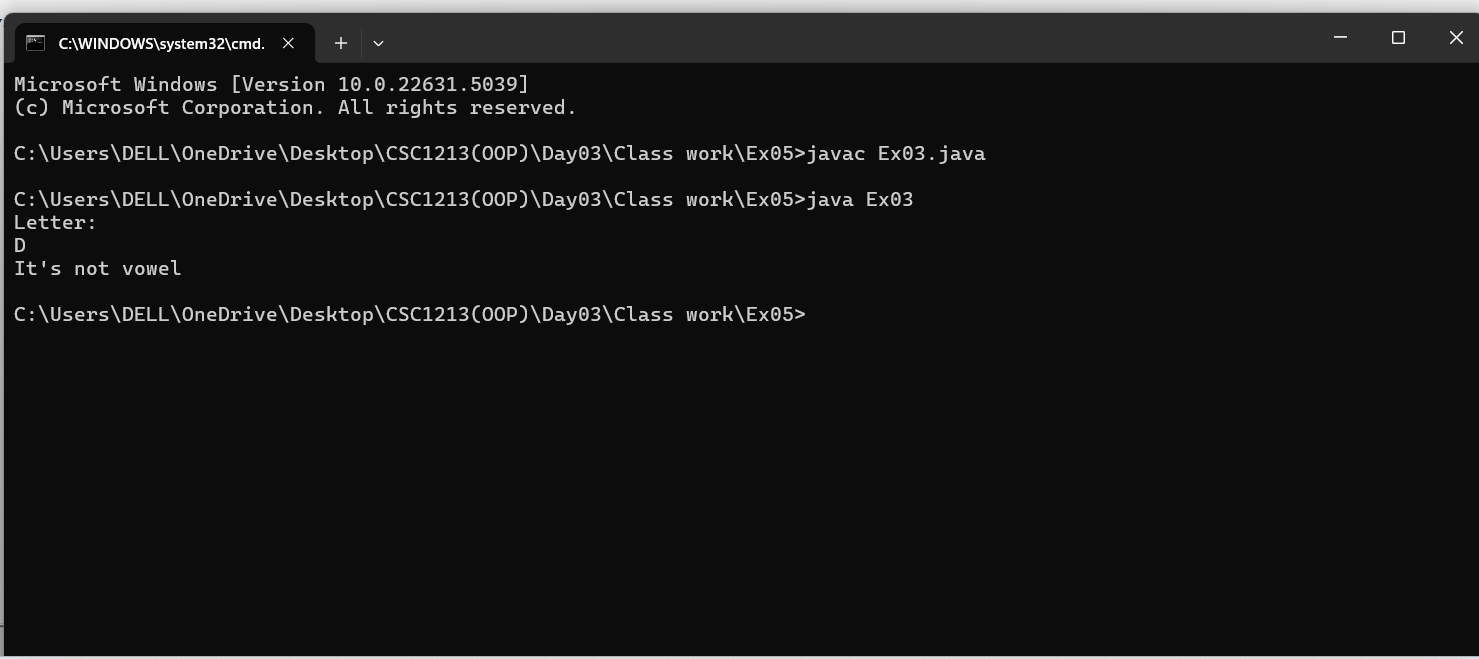 C:\WINDOWS\system32\cmd.
Microsoft Windows [Version 10.0.22631.5039]
(c) Microsoft Corporation. All rights reserved.
C:\Users\DELL\OneDrive\Desktop\CSC1213(OOP)\Day03\Class work\Ex05>javac Ex03.java
C:\Users\DELL\OneDrive\Desktop\CSC1213(OOP)\Day03\Class work\Ex05>java Ex03
Letter:
D
It's not vowel
C:\Users\DELL\OneDrive\Desktop\CSC1213(OOP)\Day03\Class work\Ex05>